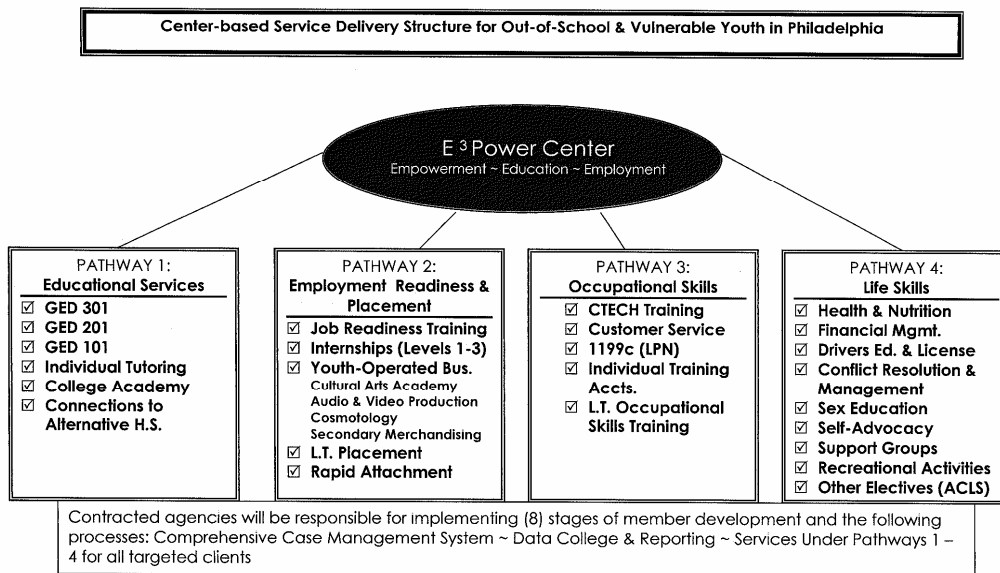 Center-based Service Delivery Structure for Out-of-School & Vulnerable Youth in Philadelphia
E ³ Power Center
Empowerment ~ Education ~ Employment
PATHWAY 1:
Educational Services
☑ GED 301
☑ GED 201
☑ GED 101
☑ Individual Tutoring
☑ College Academy
☑ Connections to
Alternative H.S.
PATHWAY 2:
Employment Readiness &
Placement
☑ Job Readiness Training
☑ Internships (Levels 1-3)
☑ Youth-Operated Bus.
Cultural Arts Academy
Audio & Video Production
Cosmotology
Secondary Merchandising
☑ L.T. Placement
☑ Rapid Attachment
PATHWAY 3:
Occupational Skills
☑ CTECH Training
☑ Customer Service
☑ 1199c (LPN)
☑ Individual Training
Accts.
☑ L.T. Occupational
Skills Training
PATHWAY 4:
Life Skills
☑ Health & Nutrition
☑ Financial Mgmt.
☑ Drivers Ed. & License
☑ Conflict Resolution &
Management
☑ Sex Education
☑ Self-Advocacy
☑ Support Groups
☑ Recreational Activities
☑ Other Electives (ACLS)
Contracted agencies will be responsible for implementing (8) stages of member development and the following
processes: Comprehensive Case Management System ~ Data College & Reporting ~ Services Under Pathways 1 –
4 for all targeted clients